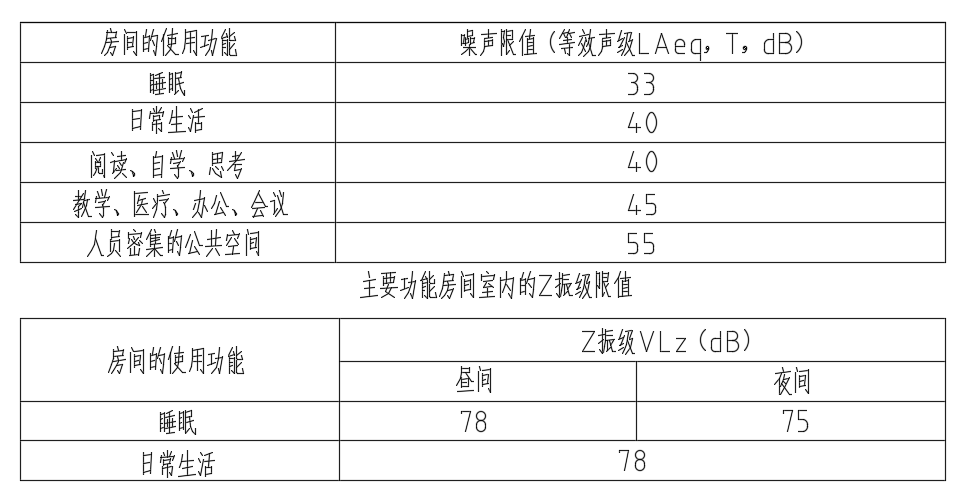 房间的使用功能 噪声限值（等效声级LAeq，T，dB）
睡眠 33
日常生活 40
阅读、自学、思考 40
教学、医疗、办公、会议 45
人员密集的公共空间 55
主要功能房间室内的Z振级限值
房间的使用功能 Z振级VLz（dB）
昼间 夜间
睡眠 78 75
日常生活 78